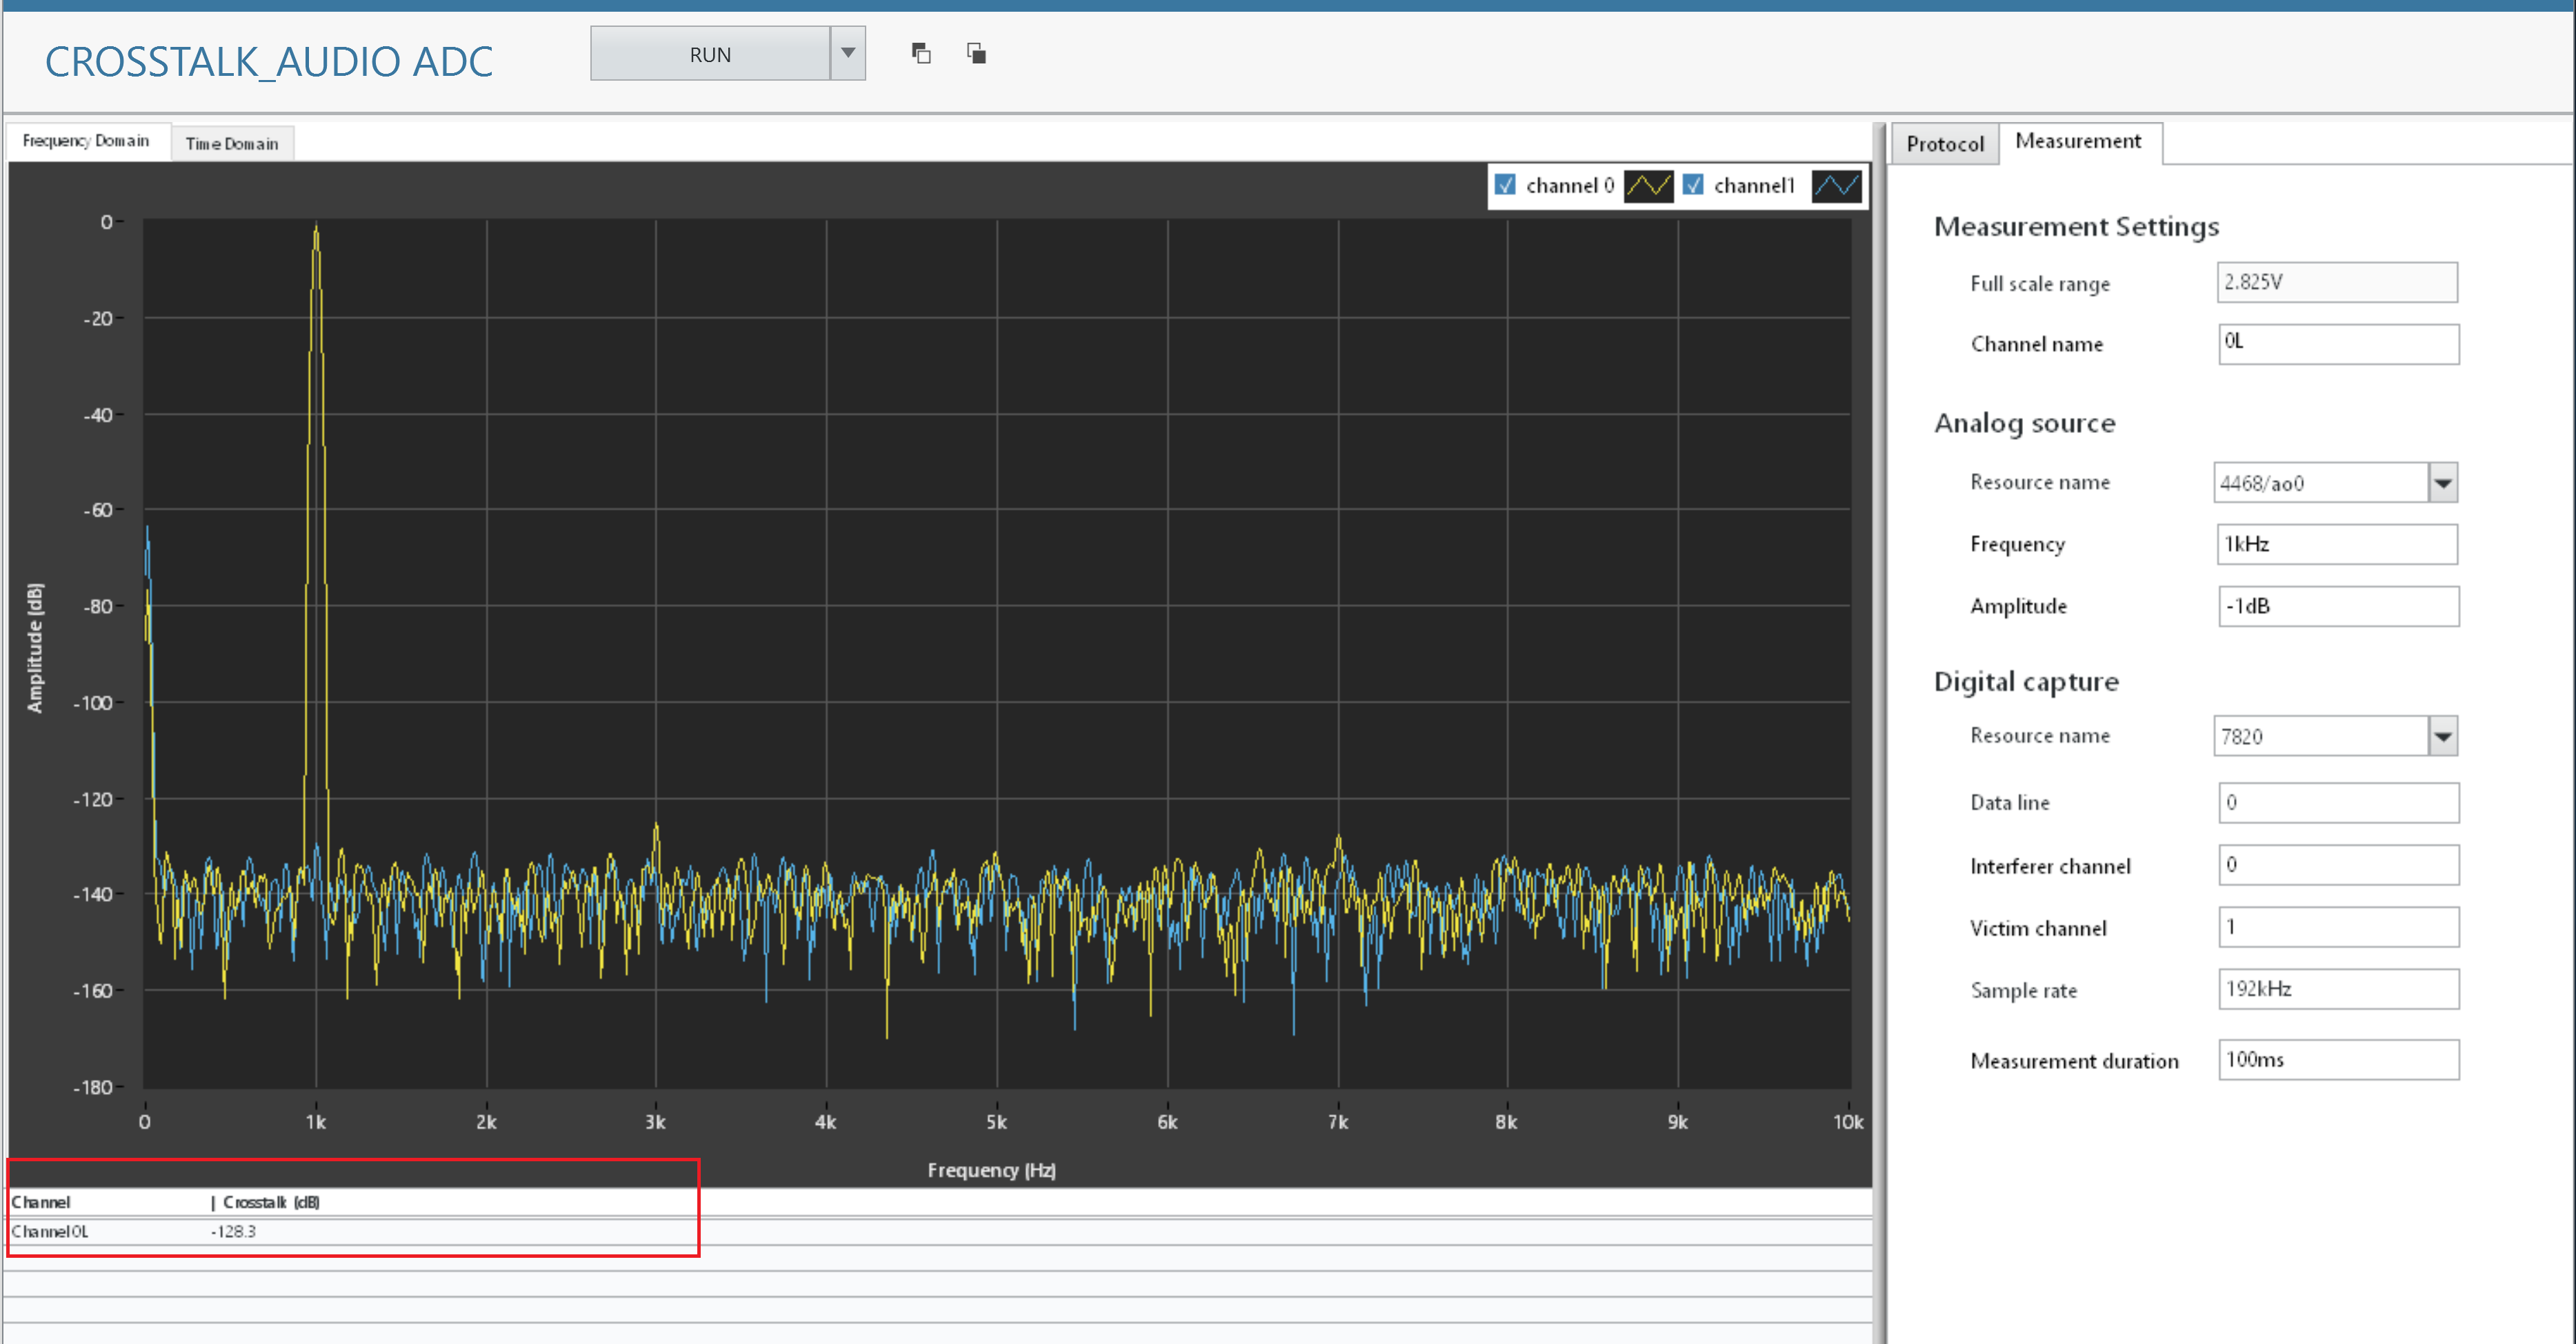 CROSSTALK_AUDIO ADC
RUN
Frequency Domain
Time Domain
channel 0
channel1
0
-20
-40
-60
-80
-100
-120
-140
-160
-180
Amplitude (dB)
0 1k 2k 3k 4k 5k 6k 7k 8k 9k 10k
Frequency (Hz)
Channel | Crosstalk (dB)
Channel0L -128.3
Protocol
Measurement
Measurement Settings
Full scale range 2.825V
Channel name 0L
Analog source
Resource name 4468/ao0
Frequency 1kHz
Amplitude -1dB
Digital capture
Resource name 7820
Data line 0
Interferer channel 0
Victim channel 1
Sample rate 192kHz
Measurement duration 100ms